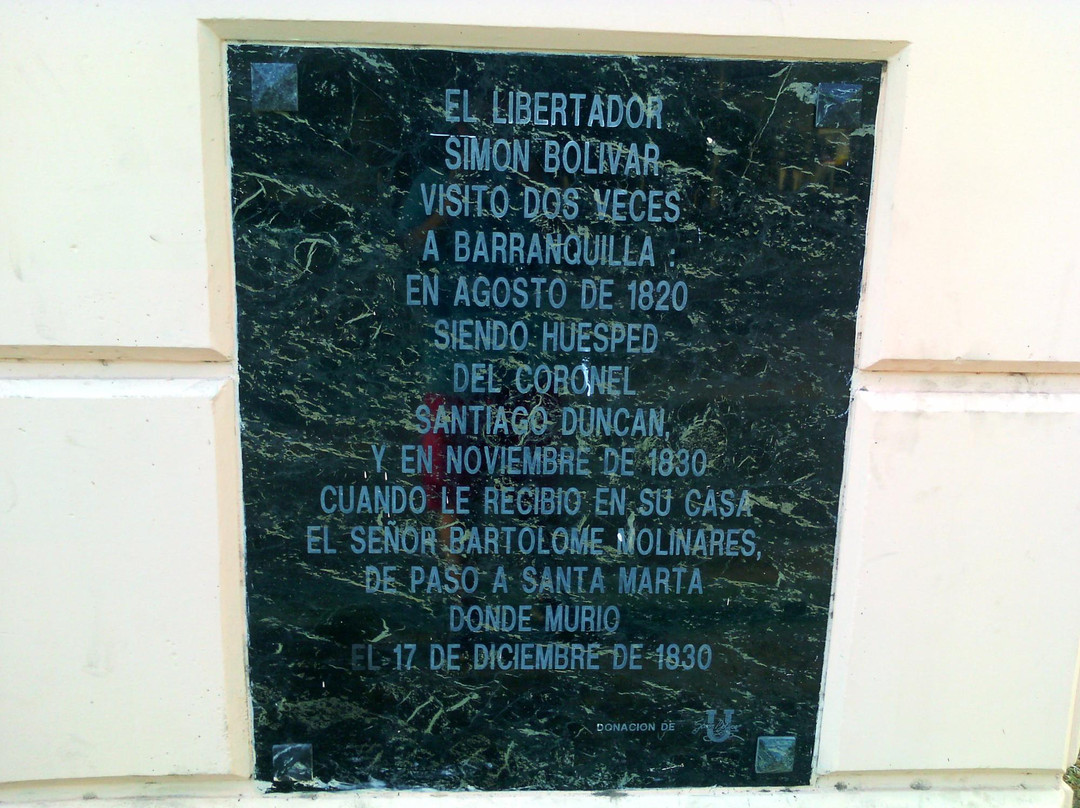 EL LIBERTADOR
SIMON BOLIVAR
VISITO DOS VECES
A BARRANQUILLA :
EN AGOSTO DE 1820
SIENDO HUESPED
DEL CORONEL
SANTIAGO DUNCAN,
Y EN NOVIEMBRE DE 1830
CUANDO LE RECIBIO EN SU CASA
EL SEÑOR BARTOLOME MOLINARES,
DE PASO A SANTA MARTA
DONDE MURIO
EL 17 DE DICIEMBRE DE 1830
DONACION DE